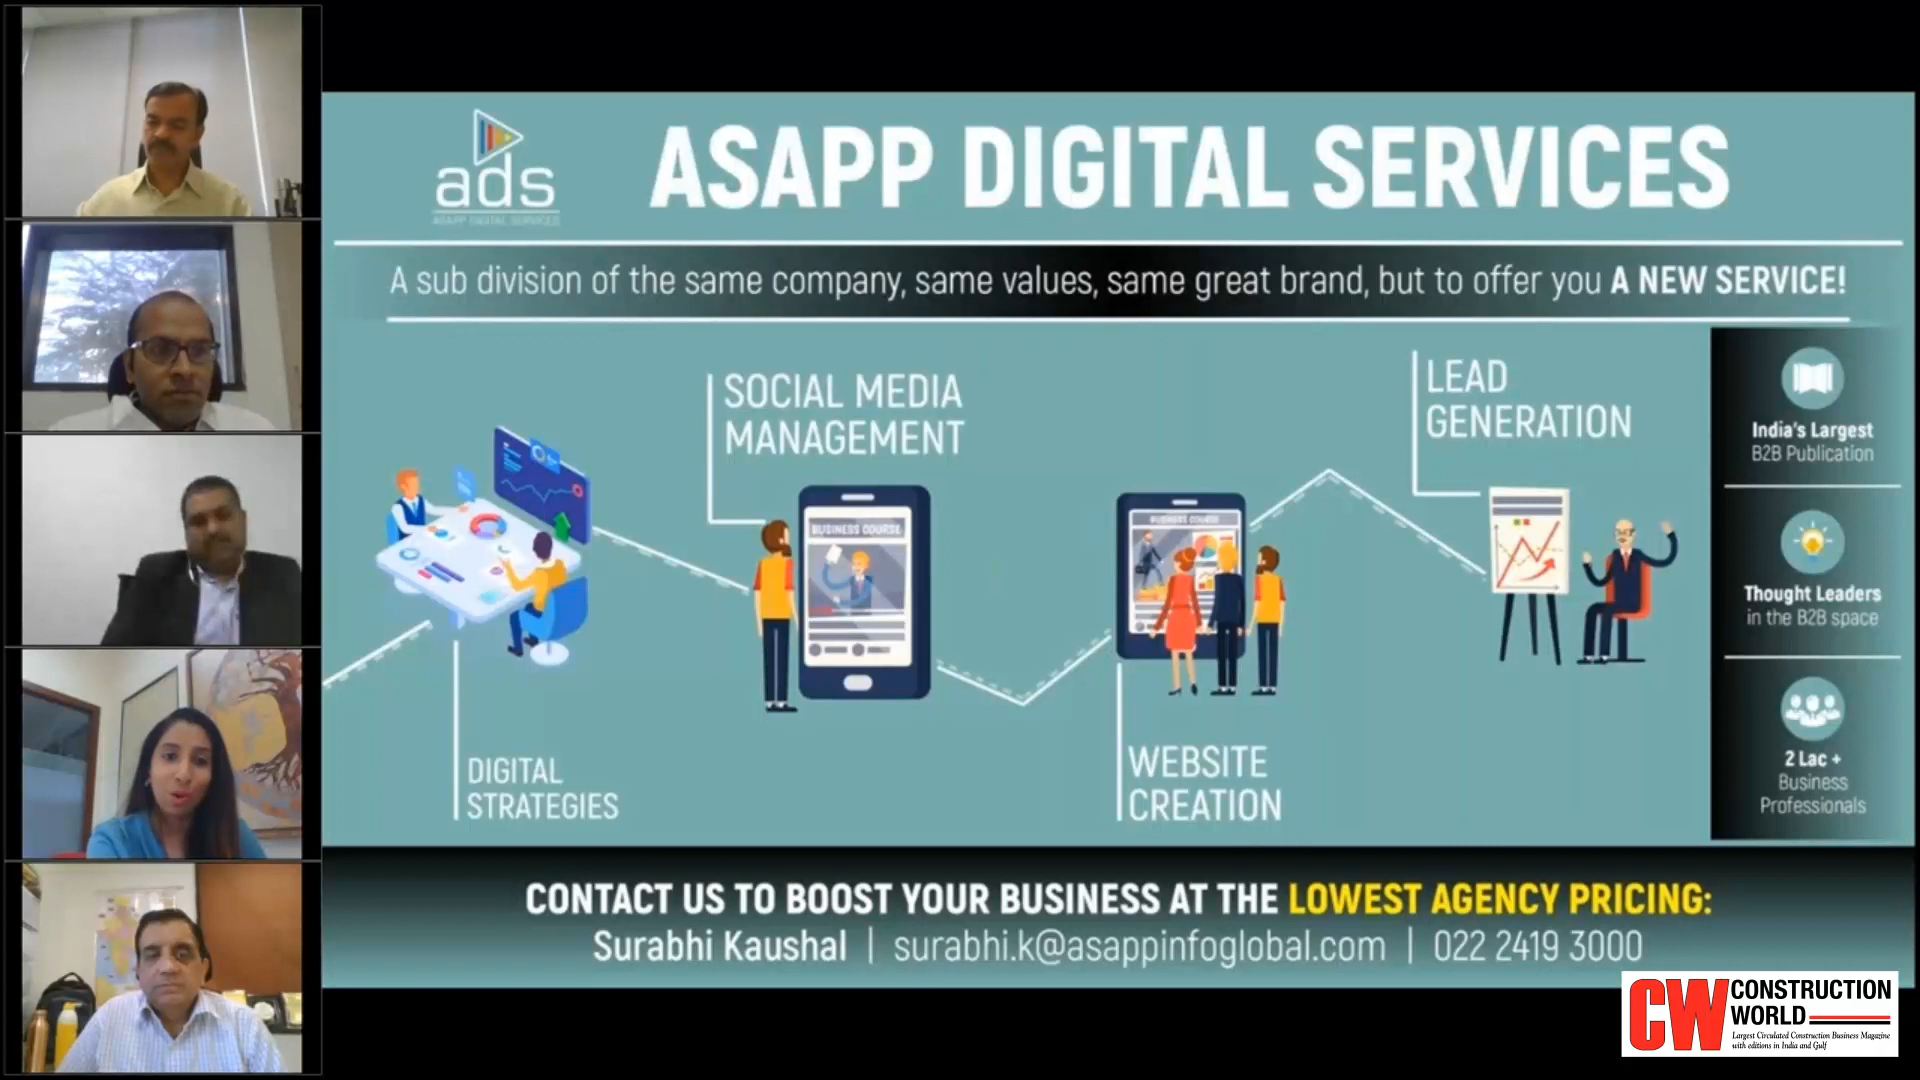 ads
ASAPP DIGITAL SERVICES
ASAPP DIGITAL SERVICES
A sub division of the same company, same values, same great brand, but to offer you A NEW SERVICE!
SOCIAL MEDIA
MANAGEMENT
LEAD
GENERATION
BUSINESS COURSE
BUSINESS COURSE
DIGITAL
STRATEGIES
WEBSITE
CREATION
India's Largest
B2B Publication
Thought Leaders
in the B2B space
2 Lac +
Business
Professionals
CONTACT US TO BOOST YOUR BUSINESS AT THE LOWEST AGENCY PRICING:
Surabhi Kaushal | surabhi.k@asappinfoglobal.com | 022 2419 3000
CW CONSTRUCTION
WORLD
Largest Circulated Construction Business Magazine
with editions in India and Gulf